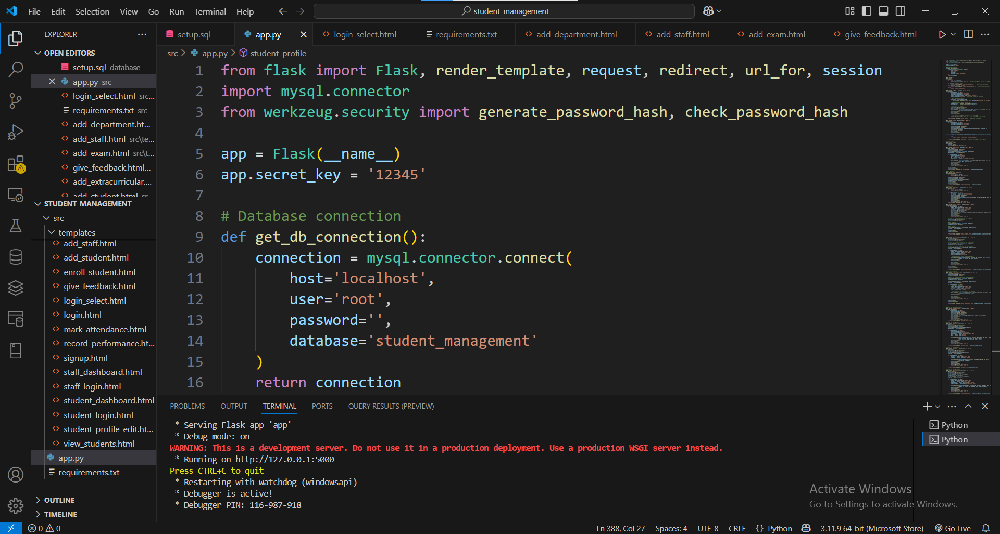 File Edit Selection View Go Run Terminal Help
student_management
EXPLORER
OPEN EDITORS
setup.sql database
app.py src
login_select.html src...
requirements.txt src
add_department.ht...
add_staff.html src\te...
add_exam.html src\t...
give_feedback.html...
add_extracurricular....
add_student.html sr...
STUDENT_MANAGEMENT
src
templates
add_staff.html
add_student.html
enroll_student.html
give_feedback.html
login_select.html
login.html
mark_attendance.html
record_performance.ht...
signup.html
staff_dashboard.html
staff_login.html
student_dashboard.html
student_login.html
student_profile_edit.ht...
view_students.html
app.py
requirements.txt
OUTLINE
TIMELINE
setup.sql app.py login_select.html requirements.txt add_department.html add_staff.html add_exam.html give_feedback.html
src > app.py > student_profile
1 from flask import Flask, render_template, request, redirect, url_for, session
2 import mysql.connector
3 from werkzeug.security import generate_password_hash, check_password_hash
4
5 app = Flask(__name__)
6 app.secret_key = '12345'
7
8 # Database connection
9 def get_db_connection():
10 connection = mysql.connector.connect(
11 host='localhost',
12 user='root',
13 password='',
14 database='student_management'
15 )
16 return connection
PROBLEMS OUTPUT TERMINAL PORTS QUERY RESULTS (PREVIEW)
* Serving Flask app 'app'
* Debug mode: on
WARNING: This is a development server. Do not use it in a production deployment. Use a production WSGI server instead.
* Running on http://127.0.0.1:5000
Press CTRL+C to quit
* Restarting with watchdog (windowsapi)
* Debugger is active!
* Debugger PIN: 116-987-918
Python
Python
Activate Windows
Go to Settings to activate Windows.
0 0 Ln 388, Col 27 Spaces: 4 UTF-8 CRLF {} Python 3.11.9 64-bit (Microsoft Store) Go Live